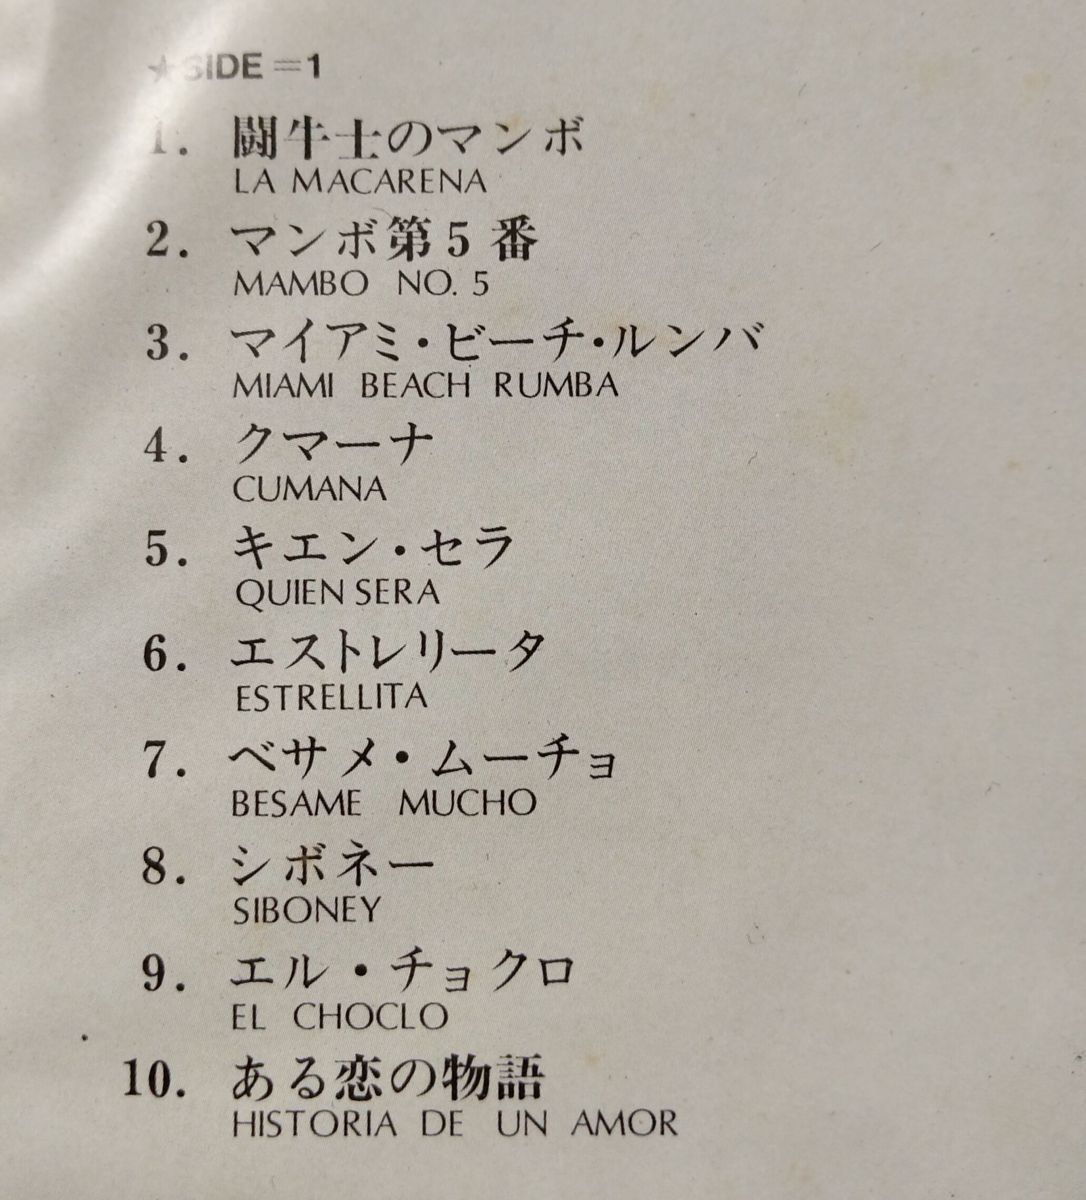 ★SIDE=1
1. 闘牛士のマンボ
LA MACARENA
2. マンボ第5番
MAMBO NO. 5
3. マイアミ・ビーチ・ルンバ
MIAMI BEACH RUMBA
4. クマーナ
CUMANA
5. キエン・セラ
QUIEN SERA
6. エストレリータ
ESTRELLITA
7. ベサメ・ムーチョ
BESAME MUCHO
8. シボネー
SIBONEY
9. エル・チョクロ
EL CHOCLO
10. ある恋の物語
HISTORIA DE UN AMOR